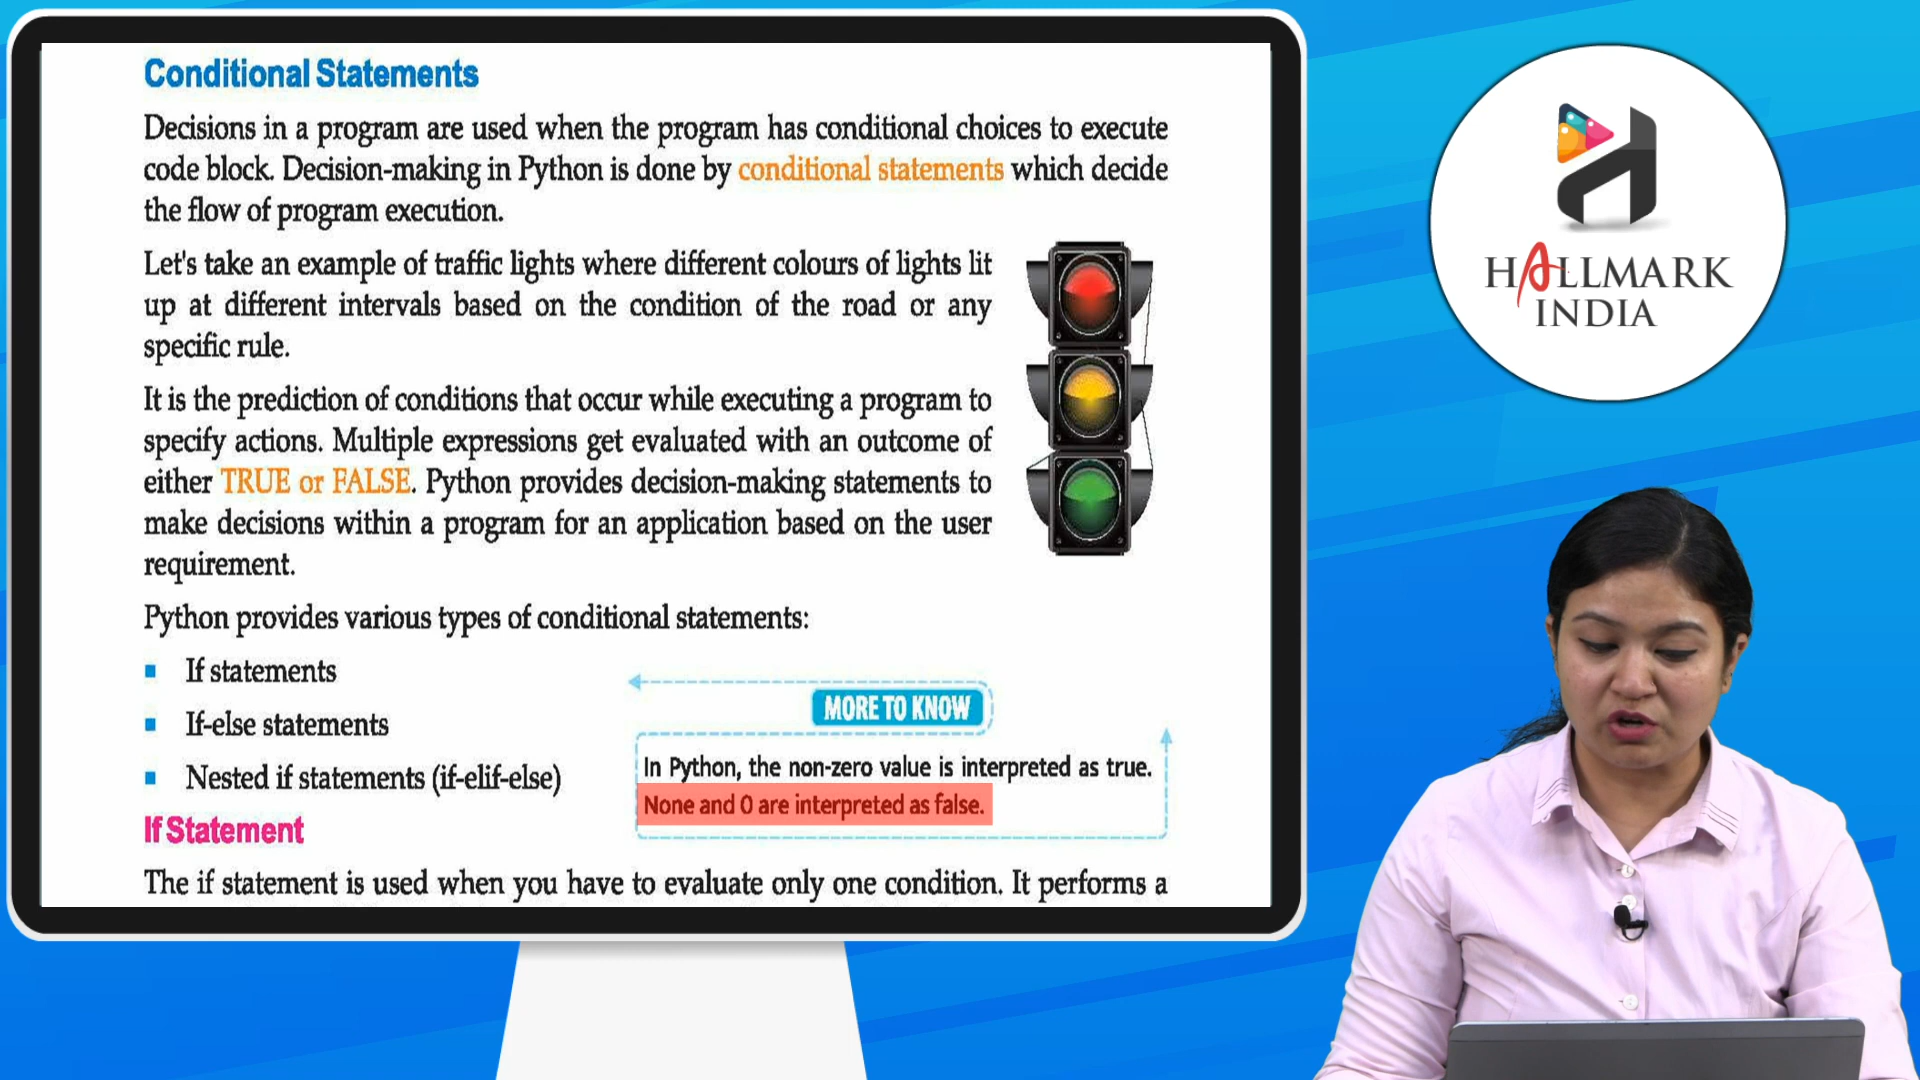 Conditional Statements
Decisions in a program are used when the program has conditional choices to execute
code block. Decision-making in Python is done by conditional statements which decide
the flow of program execution.
Let's take an example of traffic lights where different colours of lights lit
up at different intervals based on the condition of the road or any
specific rule.
It is the prediction of conditions that occur while executing a program to
specify actions. Multiple expressions get evaluated with an outcome of
either TRUE or FALSE. Python provides decision-making statements to
make decisions within a program for an application based on the user
requirement.
Python provides various types of conditional statements:
If statements
If-else statements
Nested if statements (if-elif-else)
MORE TO KNOW
In Python, the non-zero value is interpreted as true.
None and 0 are interpreted as false.
If Statement
The if statement is used when you have to evaluate only one condition. It performs a
HALLMARK
INDIA